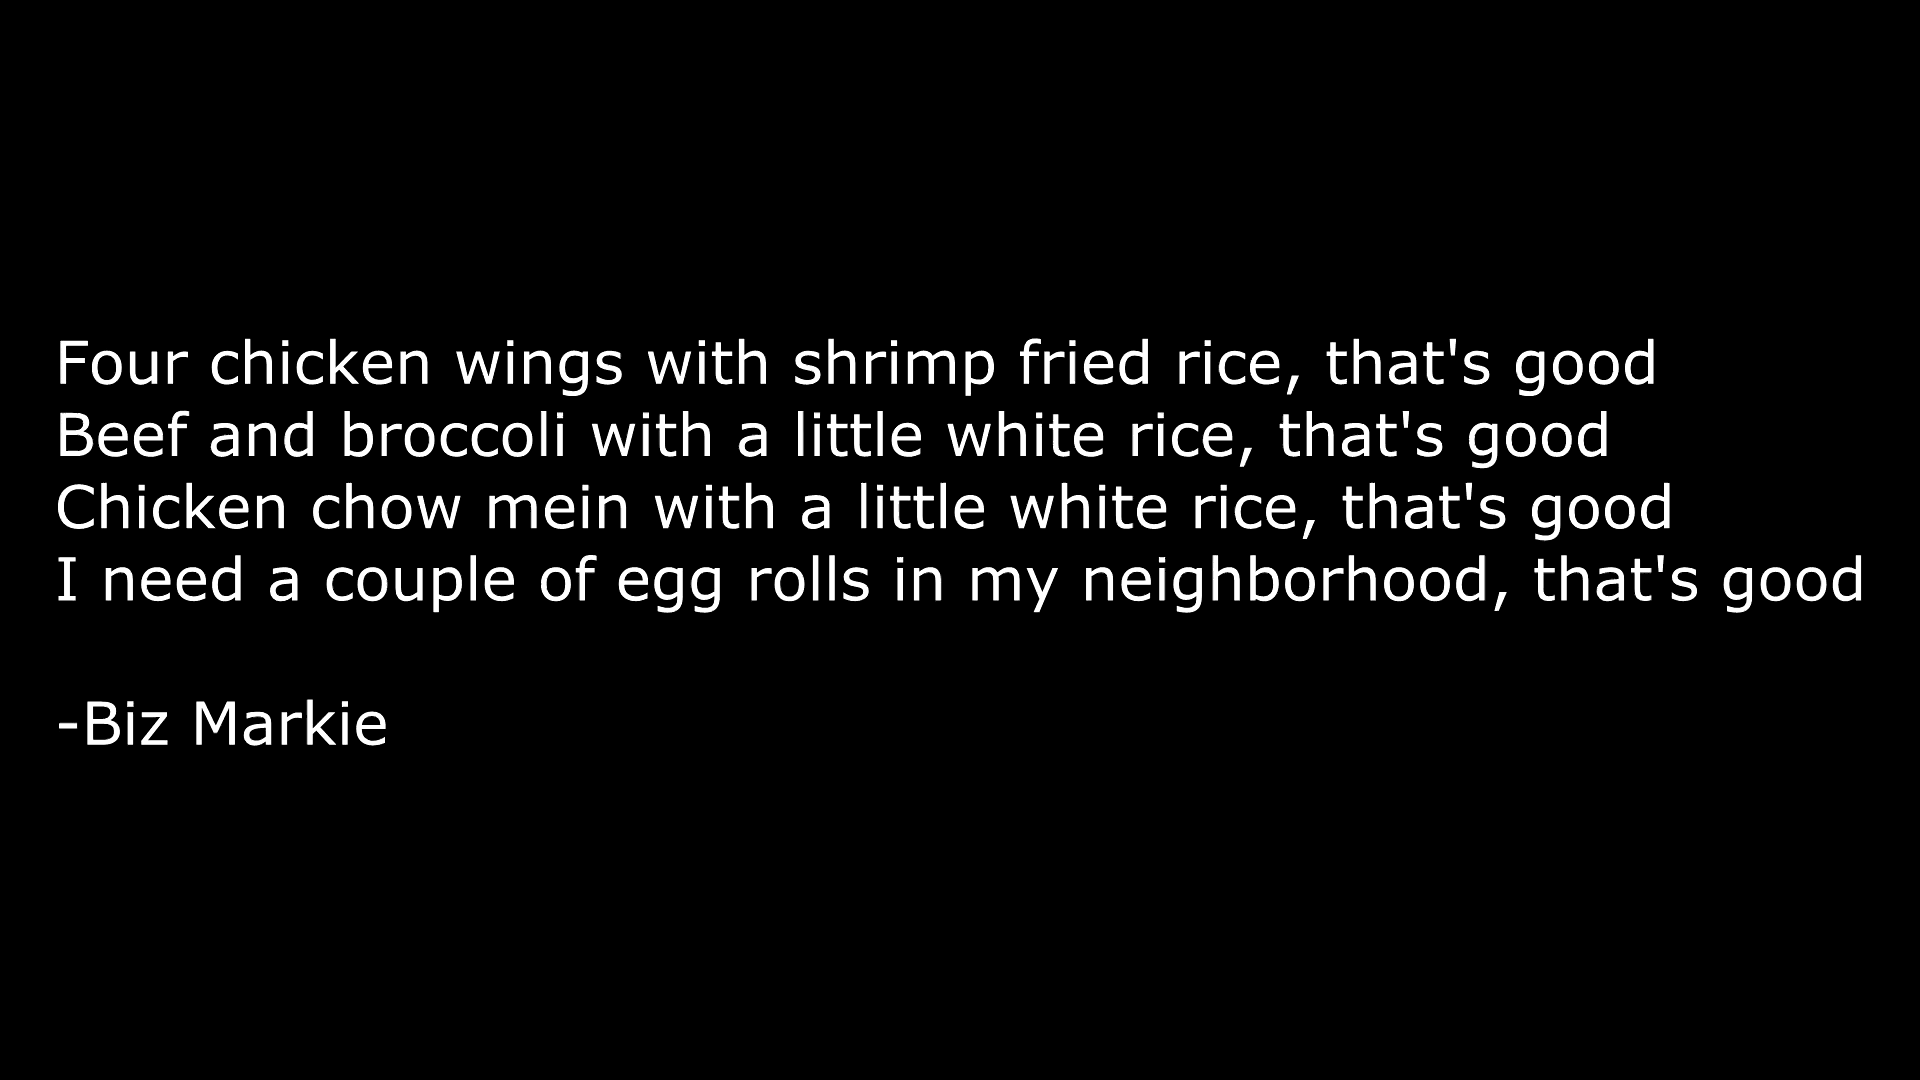 Four chicken wings with shrimp fried rice, that's good
Beef and broccoli with a little white rice, that's good
Chicken chow mein with a little white rice, that's good
I need a couple of egg rolls in my neighborhood, that's good
-Biz Markie